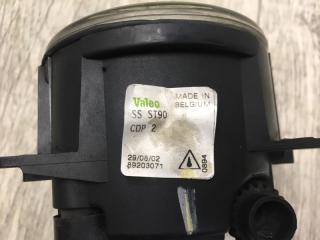 Valeo
MADE IN
BELGIUM
SS ST90
CDP 2
29/08/02
89203071
0894